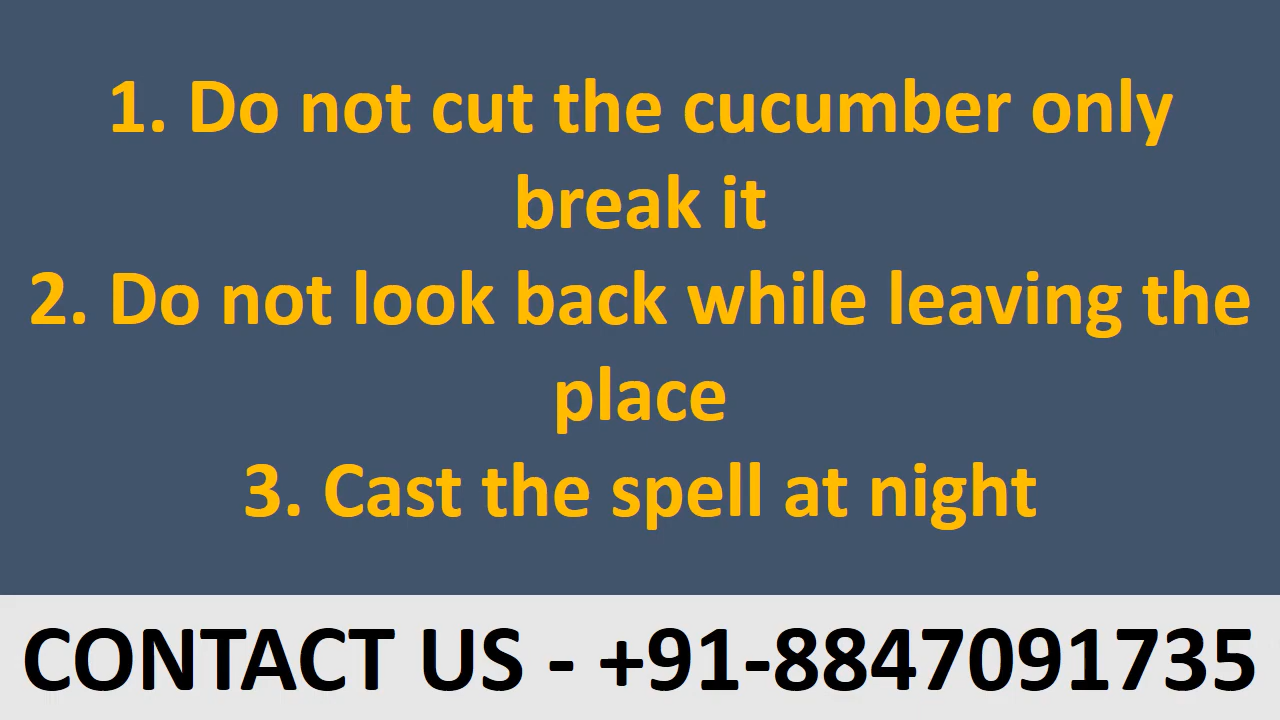 1. Do not cut the cucumber only
break it
2. Do not look back while leaving the
place
3. Cast the spell at night
CONTACT US - +91-8847091735